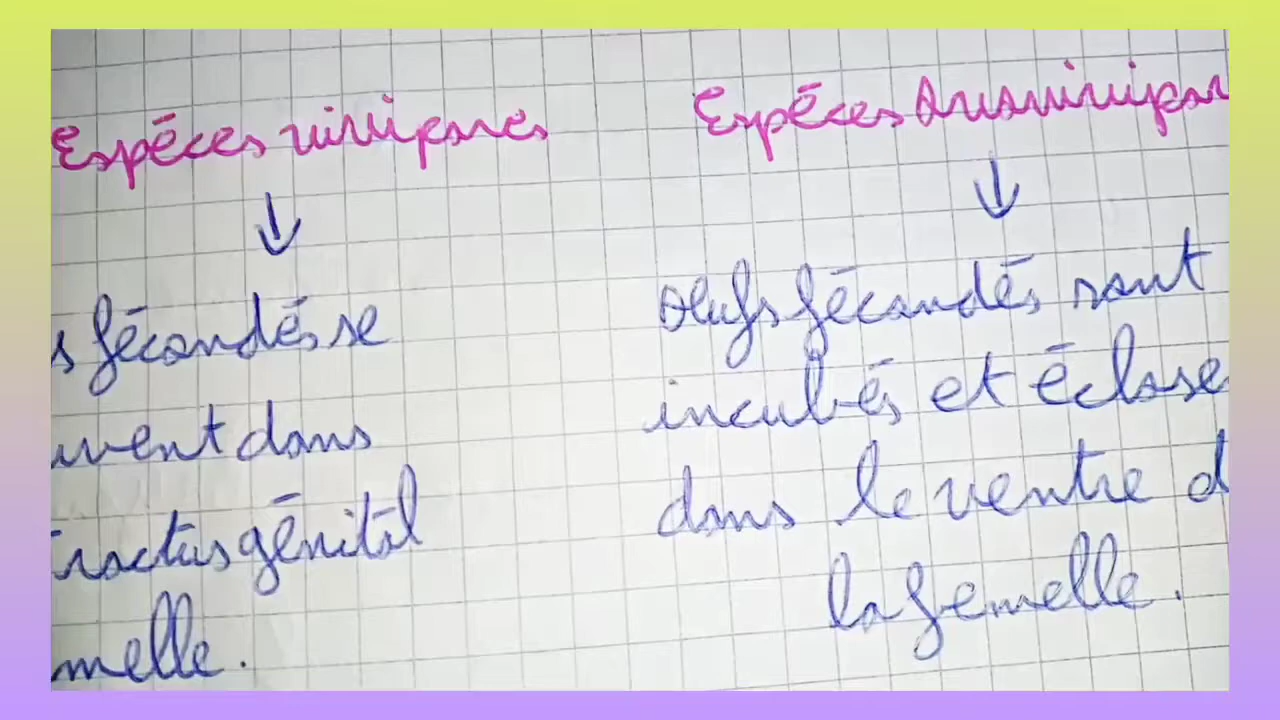 Espèces vivipares
↓
s fécondés se
uvent dans
tractus génital
melle.
Espèces Ovovivipar
↓
Oeufs fécondés sont
incubés et éclose
dans le ventre d
la femelle.